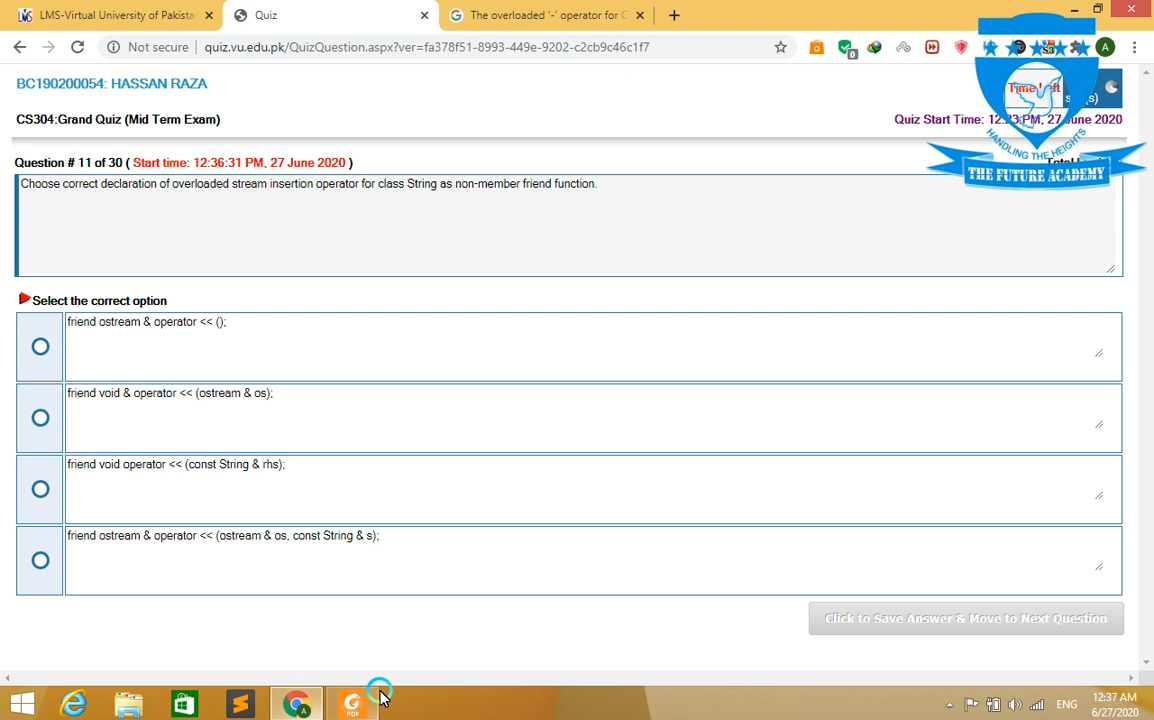 LMS-Virtual University of Pakista
Quiz
The overloaded '-' operator for C
Not secure
quiz.vu.edu.pk/QuizQuestion.aspx?ver=fa378f51-8993-449e-9202-c2cb9c46c1f7
0
A
BC190200054: HASSAN RAZA
Time Left
s(s)
CS304:Grand Quiz (Mid Term Exam)
Quiz Start Time: 12:23 PM, 27 June 2020
HANDLING THE HEIGHTS
THE FUTURE ACADEMY
Question # 11 of 30 ( Start time: 12:36:31 PM, 27 June 2020 )
Choose correct declaration of overloaded stream insertion operator for class String as non-member friend function.
Select the correct option
friend ostream & operator << ();
friend void & operator << (ostream & os);
friend void operator << (const String & rhs);
friend ostream & operator << (ostream & os, const String & s);
Click to Save Answer & Move to Next Question
PDF
ENG
12:37 AM
6/27/2020